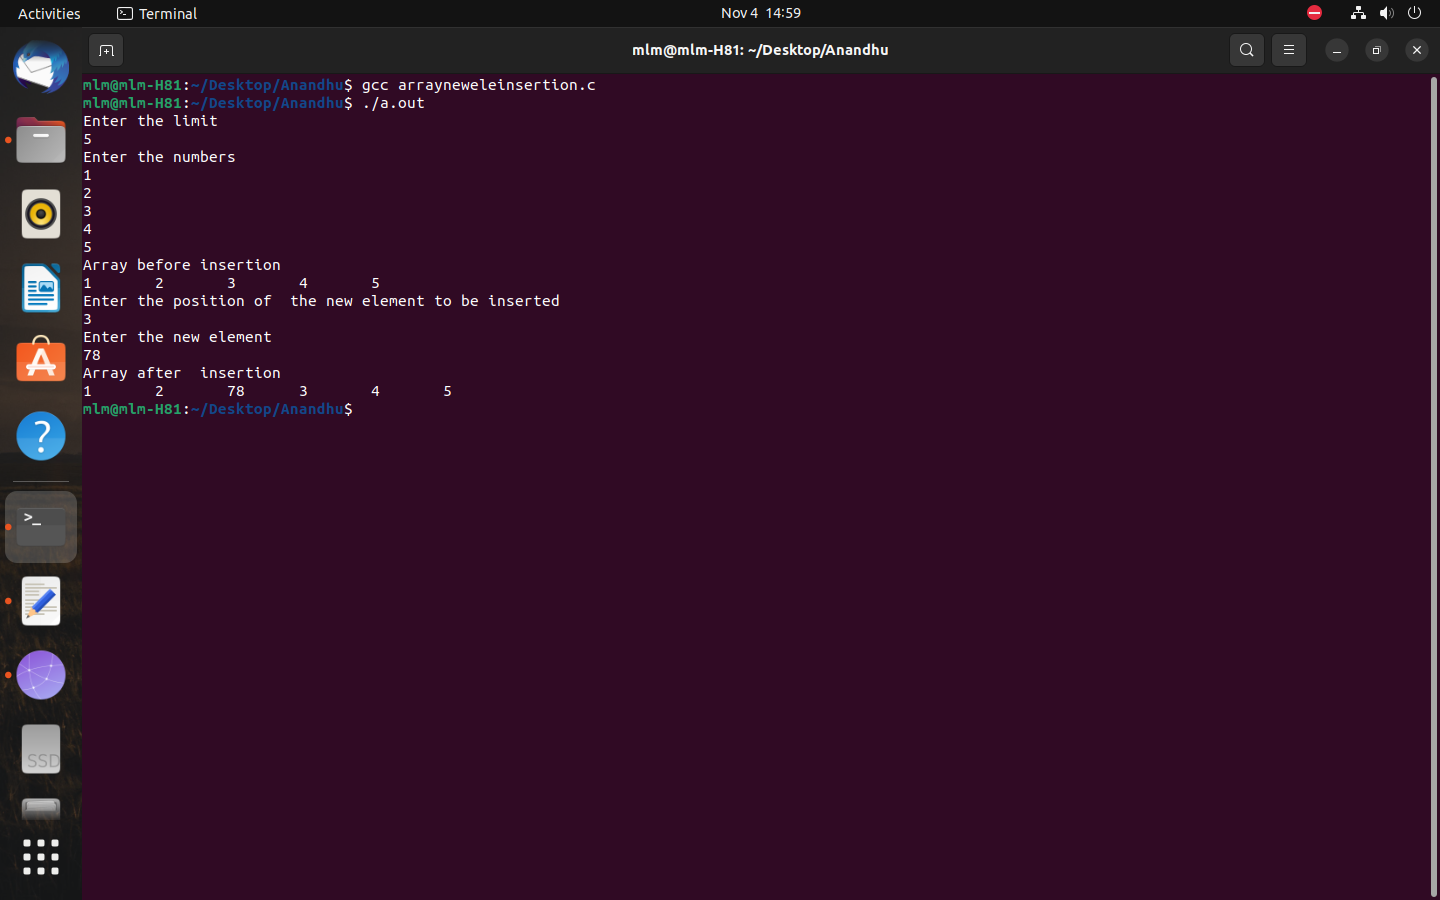 Activities Terminal Nov 4 14:59
mlm@mlm-H81: ~/Desktop/Anandhu
mlm@mlm-H81:~/Desktop/Anandhu$ gcc arrayneweleinsertion.c
mlm@mlm-H81:~/Desktop/Anandhu$ ./a.out
Enter the limit
5
Enter the numbers
1
2
3
4
5
Array before insertion
1 2 3 4 5
Enter the position of  the new element to be inserted
3
Enter the new element
78
Array after  insertion
1 2 78 3 4 5
mlm@mlm-H81:~/Desktop/Anandhu$
?
>_
SSD